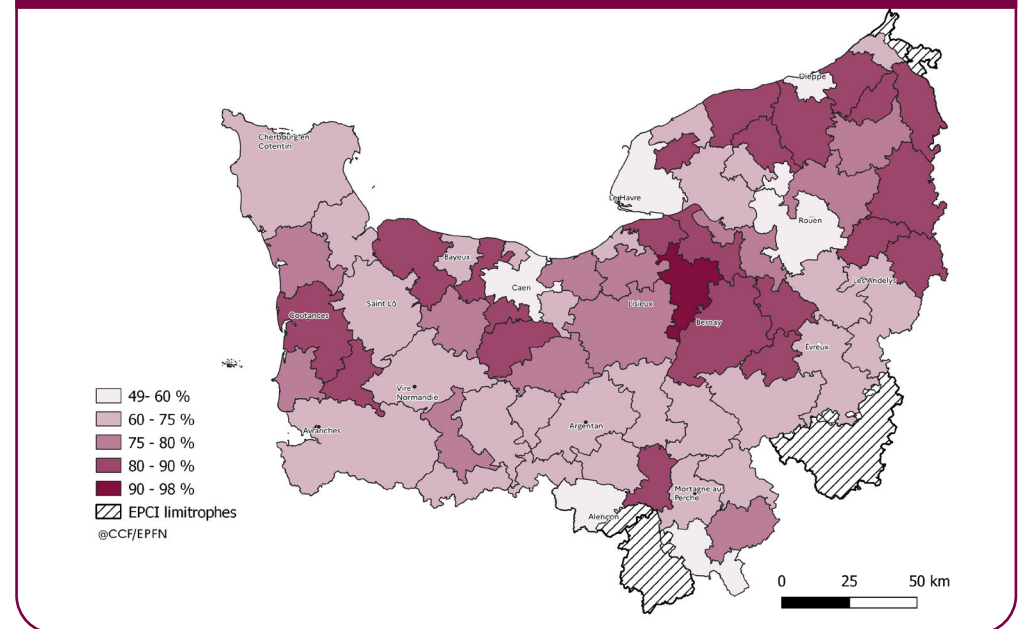 Dieppe
Cherbourg en
Cotentin
Le Havre
Rouen
Bayeux
Caen
Les Andelys
Saint Lô
Lisieux
Coutances
Bernay
Evreux
Vire
Normandie
Argentan
Avranches
Mortagne au
Perche
Alençon
49- 60 %
60 - 75 %
75 - 80 %
80 - 90 %
90 - 98 %
EPCI limitrophes
@CCF/EPFN
0 25 50 km